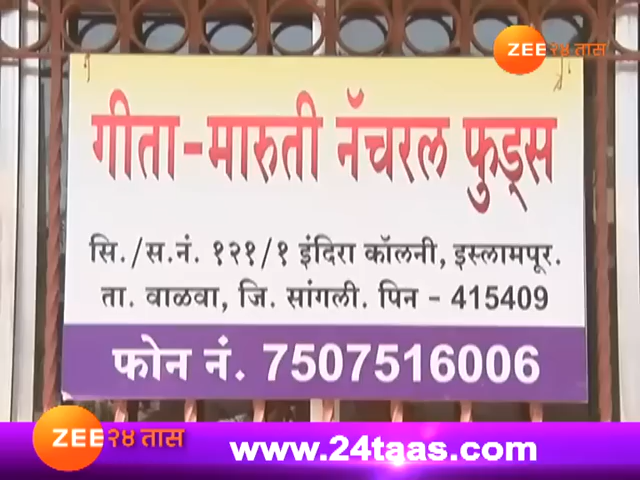 ZEE २४ तास
गीता-मारुती नॅचरल फुड्स
सि./स.नं. १२१/१ इंदिरा कॉलनी, इस्लामपूर.
ता. वाळवा, जि. सांगली. पिन - 415409
फोन नं. 7507516006
ZEE २४ तास
www.24taas.com